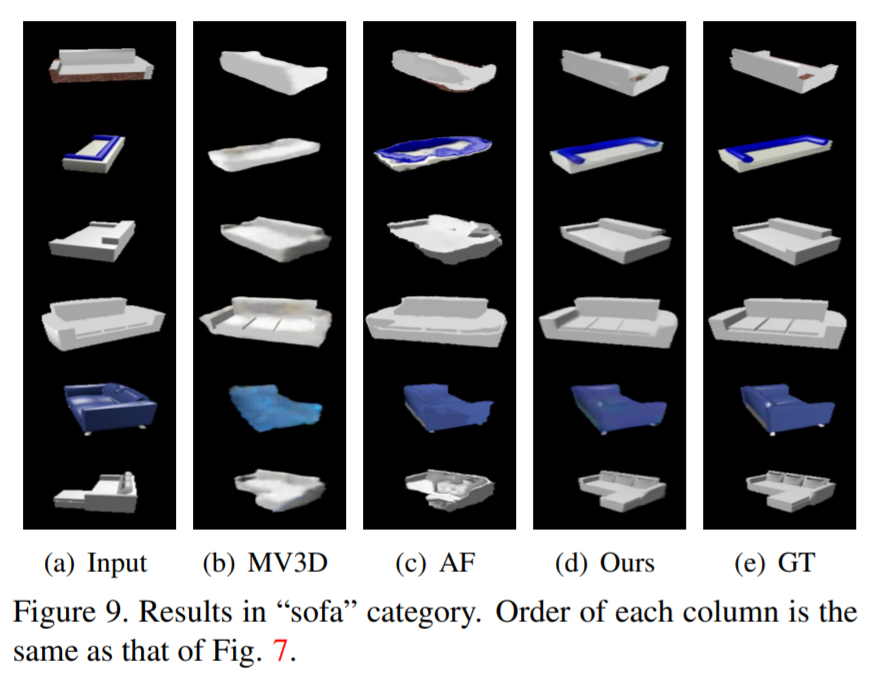 (a) Input (b) MV3D (c) AF (d) Ours (e) GT
Figure 9. Results in “sofa” category. Order of each column is the
same as that of Fig. 7.